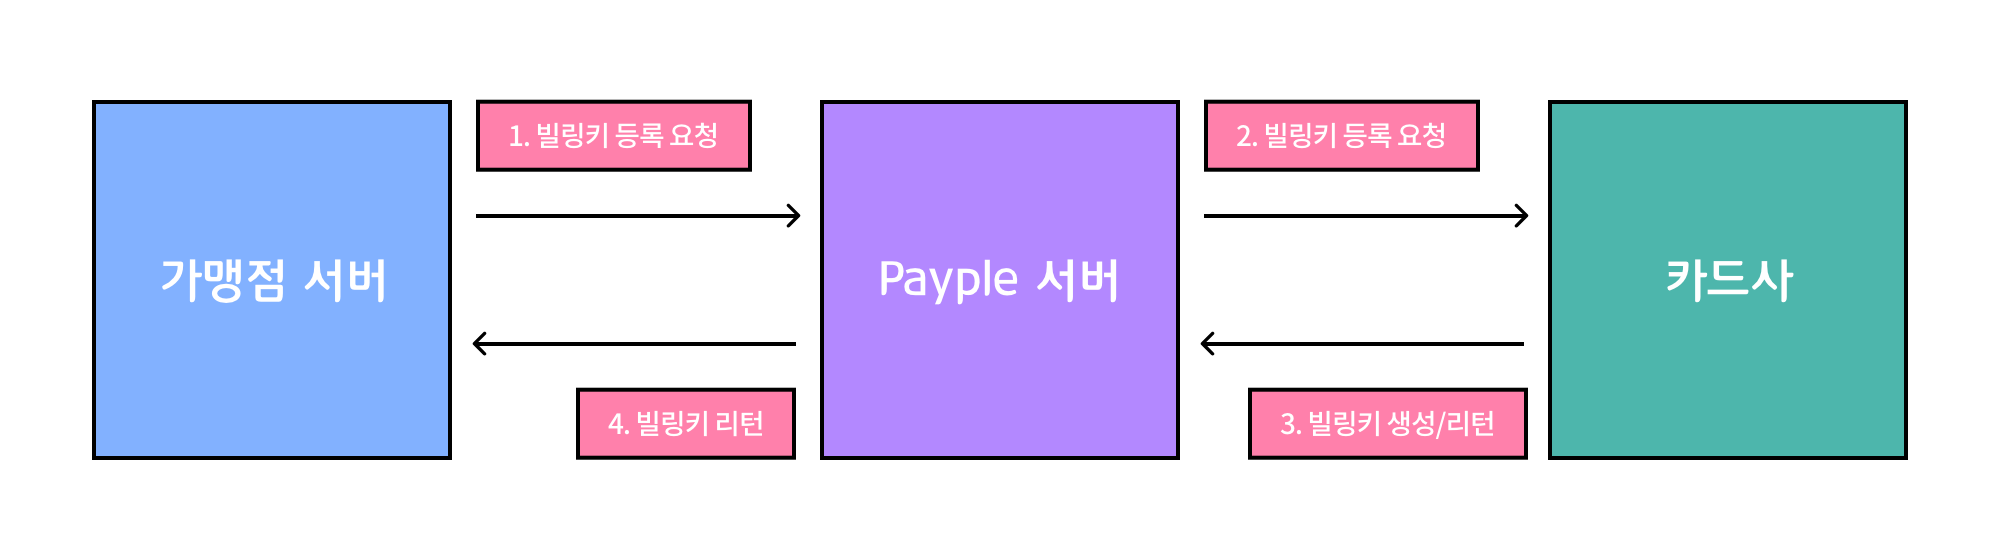 1. 빌링키 등록 요청
2. 빌링키 등록 요청
가맹점 서버
Payple 서버
카드사
4. 빌링키 리턴
3. 빌링키 생성/리턴